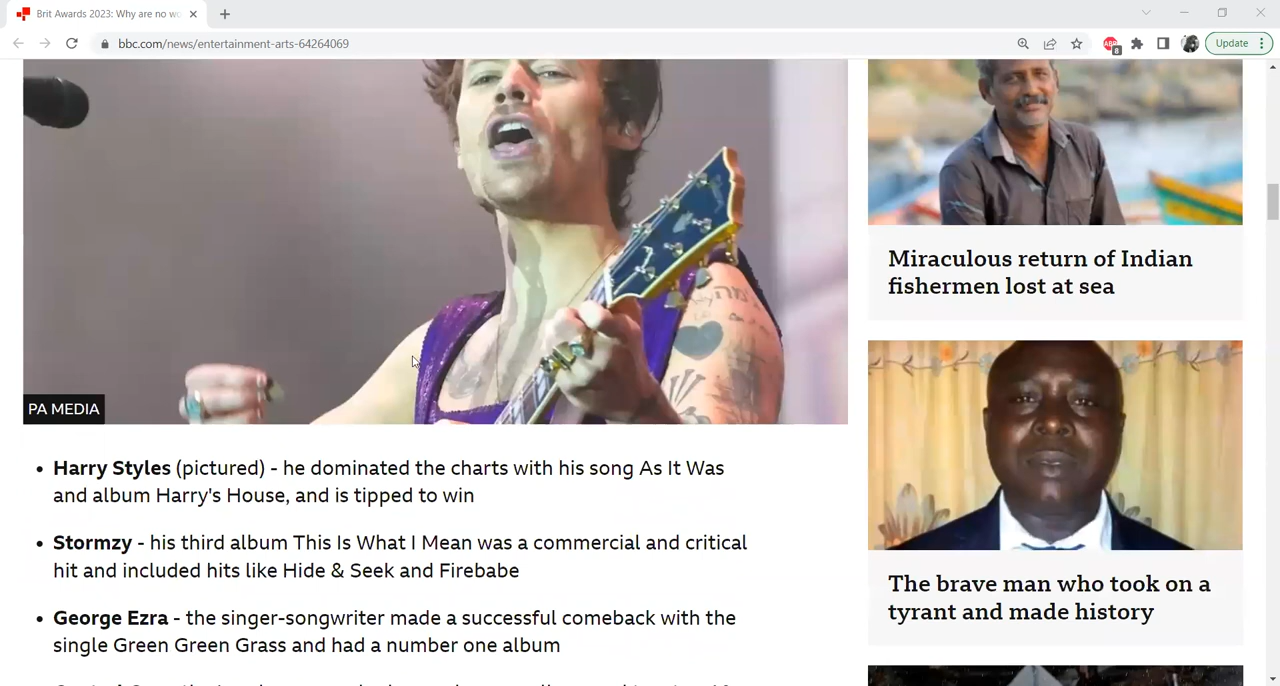 Brit Awards 2023: Why are no wo
bbc.com/news/entertainment-arts-64264069
Update
PA MEDIA
• Harry Styles (pictured) - he dominated the charts with his song As It Was
and album Harry's House, and is tipped to win
• Stormzy - his third album This Is What I Mean was a commercial and critical
hit and included hits like Hide & Seek and Firebabe
• George Ezra - the singer-songwriter made a successful comeback with the
single Green Green Grass and had a number one album
Miraculous return of Indian
fishermen lost at sea
The brave man who took on a
tyrant and made history